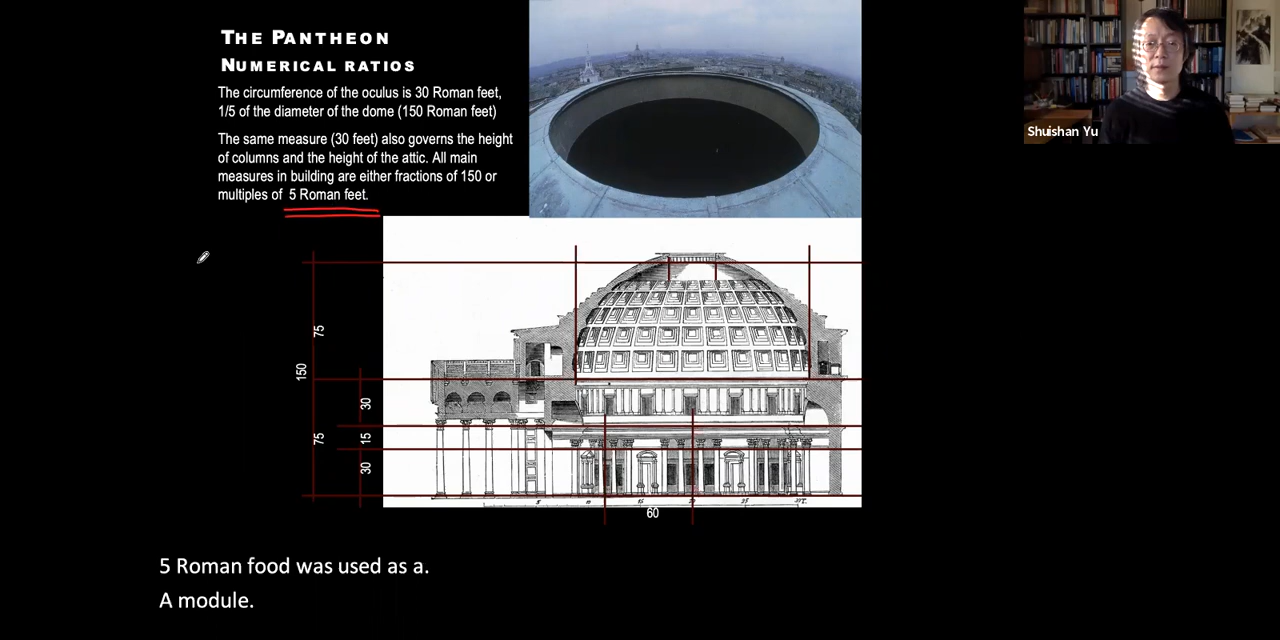 THE PANTHEON
NUMERICAL RATIOS
The circumference of the oculus is 30 Roman feet,
1/5 of the diameter of the dome (150 Roman feet)
The same measure (30 feet) also governs the height
of columns and the height of the attic. All main
measures in building are either fractions of 150 or
multiples of 5 Roman feet.
Shuishan Yu
75
150
30
75
15
30
60
5 Roman food was used as a.
A module.